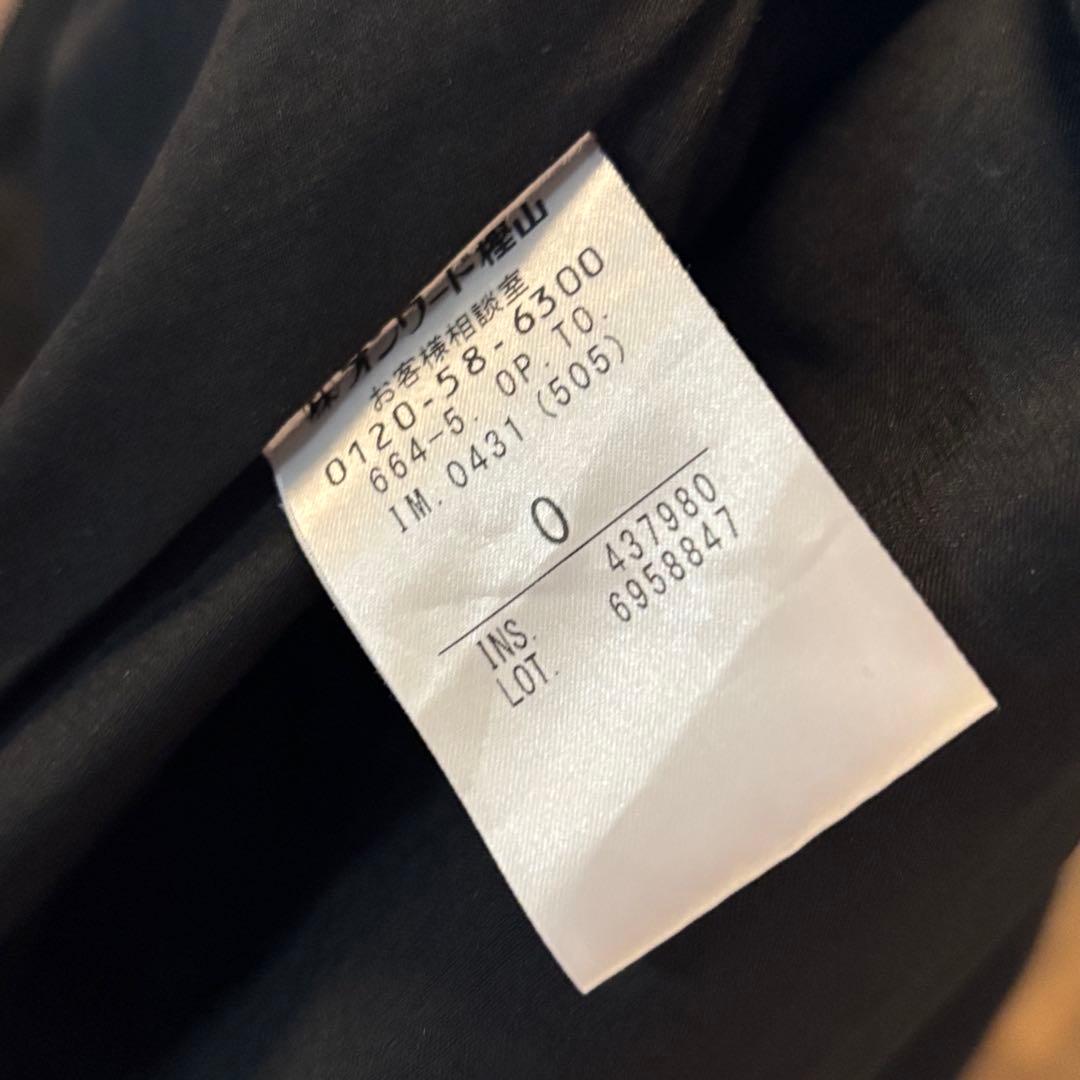 ㈱オンワード樫山
お客様相談室
0120-58-6300
664-5. OP. TO.
IM. 0431 (505)
0
INS. 437980
LOT. 6958847